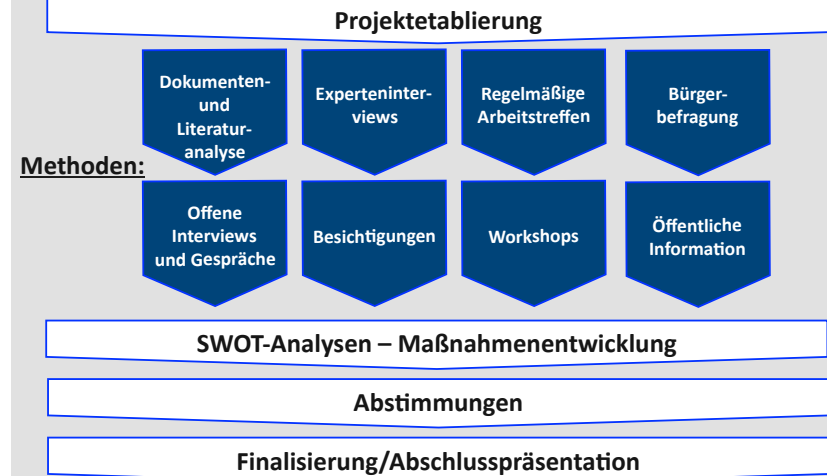 Projektetablierung
Dokumenten-
und
Literatur-
analyse
Experteninter-
views
Regelmäßige
Arbeitstreffen
Bürger-
befragung
Methoden:
Offene
Interviews
und Gespräche
Besichtigungen
Workshops
Öffentliche
Information
SWOT-Analysen – Maßnahmenentwicklung
Abstimmungen
Finalisierung/Abschlusspräsentation